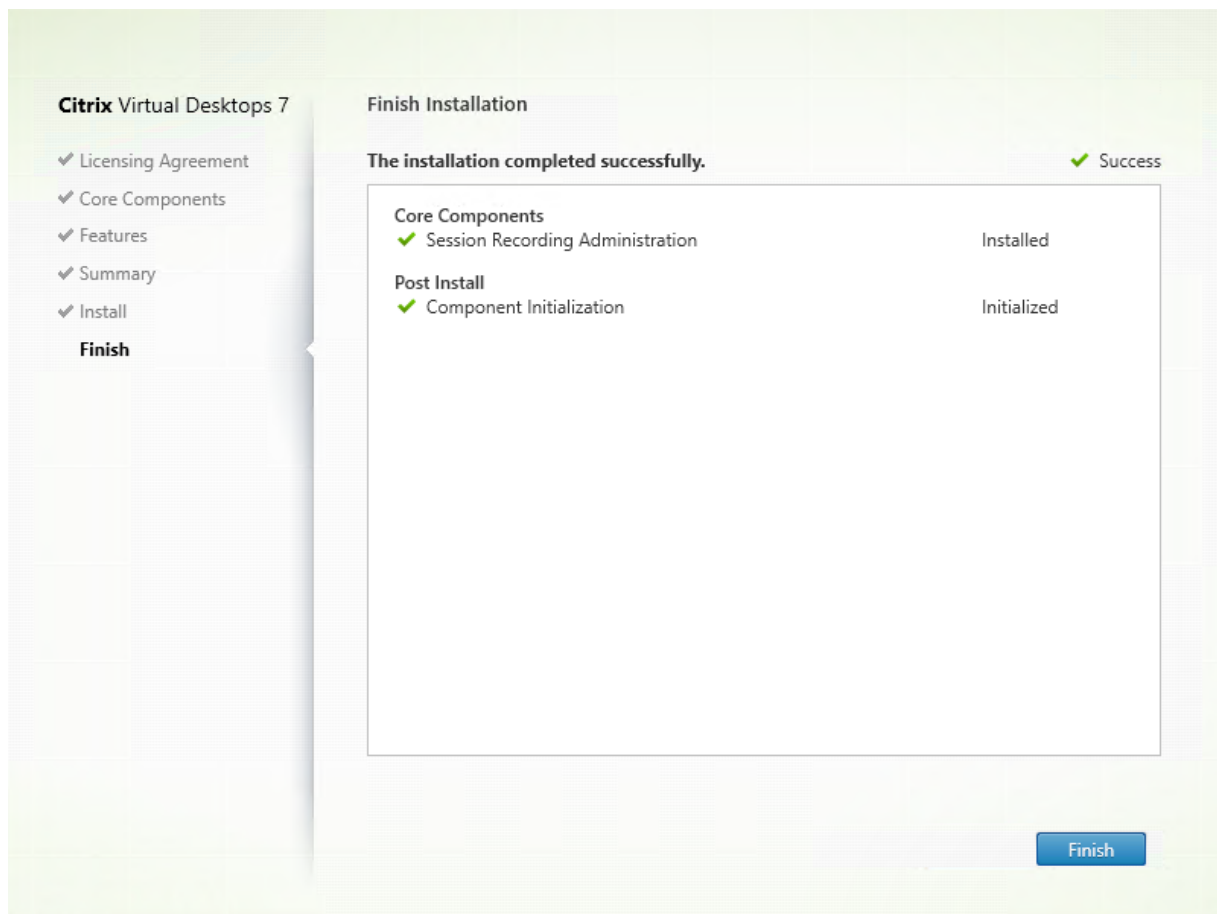 Citrix Virtual Desktops 7
Licensing Agreement
Core Components
Features
Summary
Install
Finish
Finish Installation
The installation completed successfully.
Success
Core Components
Session Recording Administration Installed
Post Install
Component Initialization Initialized
Finish